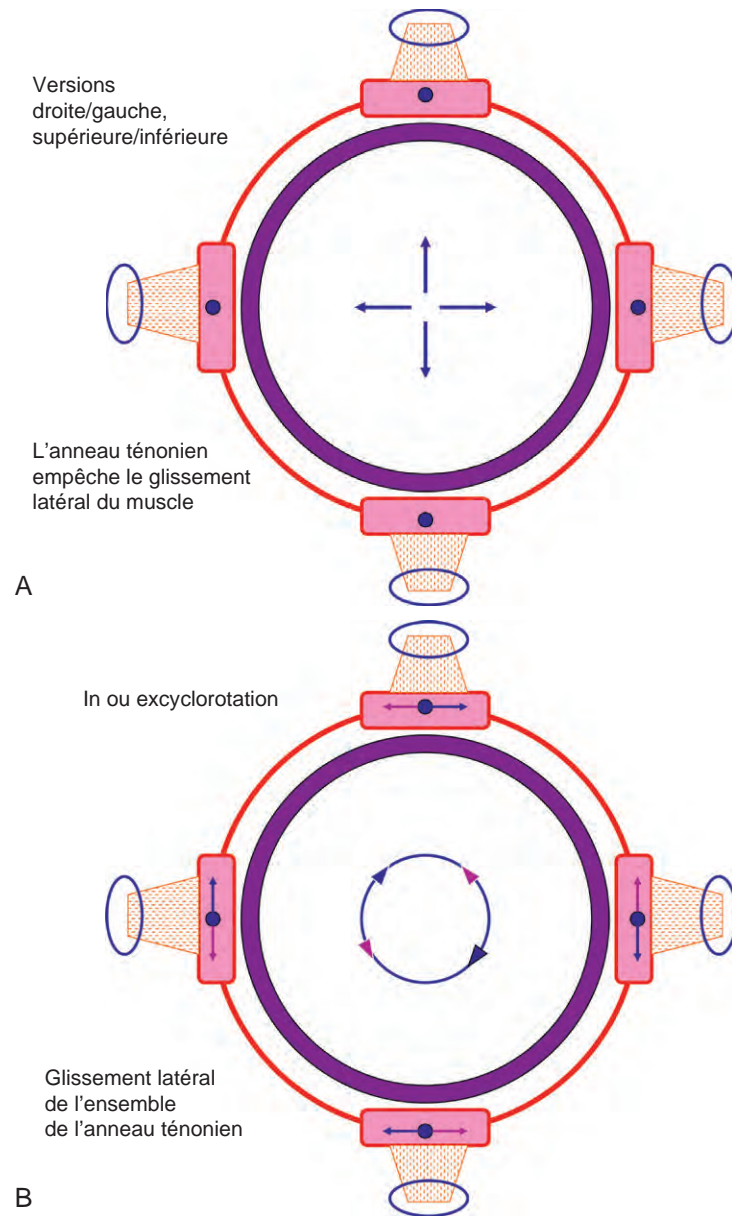 Versions
droite/gauche,
supérieure/inférieure
L'anneau ténonien
empêche le glissement
latéral du muscle
A
In ou excyclorotation
Glissement latéral
de l'ensemble
de l'anneau ténonien
B